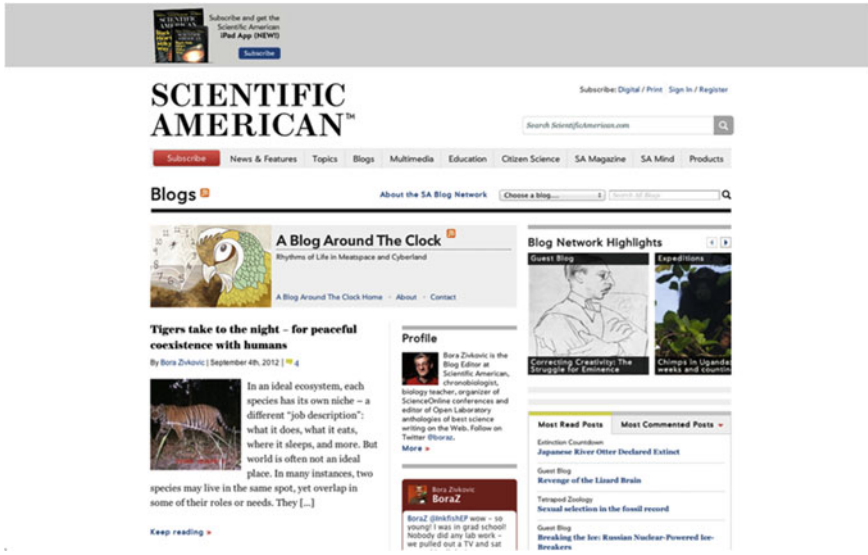 Subscribe and get the
Scientific American
iPad App (NEW!)
Subscribe
SCIENTIFIC
AMERICAN™
Subscribe: Digital / Print Sign In / Register
Search ScientificAmerican.com
Subscribe News & Features Topics Blogs Multimedia Education Citizen Science SA Magazine SA Mind Products
Blogs
About the SA Blog Network
Choose a blog....
Search All Blogs
A Blog Around The Clock
Rhythms of Life in Meatspace and Cyberland
A Blog Around The Clock Home · About · Contact
Tigers take to the night – for peaceful
coexistence with humans
By Bora Zivkovic | September 4th, 2012 | 4
In an ideal ecosystem, each
species has its own niche – a
different “job description”:
what it does, what it eats,
where it sleeps, and more. But
world is often not an ideal
place. In many instances, two
species may live in the same spot, yet overlap in
some of their roles or needs. They [...]
Keep reading »
Profile
Bora Zivkovic is the
Blog Editor at
Scientific American,
chronobiologist,
biology teacher, organizer of
ScienceOnline conferences and
editor of Open Laboratory
anthologies of best science
writing on the Web. Follow on
Twitter @boraz.
More »
Bora Zivkovic
BoraZ
BoraZ @InkfishEP wow – so
young! I was in grad school!
Nobody did any lab work –
we pulled out a TV and sat
Blog Network Highlights
Guest Blog
Correcting Creativity: The
Struggle for Eminence
Expeditions
Chimps in Uganda:
weeks and countin
Most Read Posts
Most Commented Posts
Extinction Countdown
Japanese River Otter Declared Extinct
Guest Blog
Revenge of the Lizard Brain
Tetrapod Zoology
Sexual selection in the fossil record
Guest Blog
Breaking the Ice: Russian Nuclear-Powered Ice-
Breakers